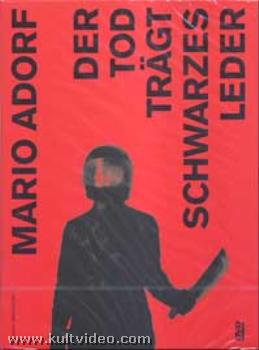 MARIO ADORF
DER
TOD
TRÄGT
SCHWARZES
LEDER
DVD
© www.kultvideo.com